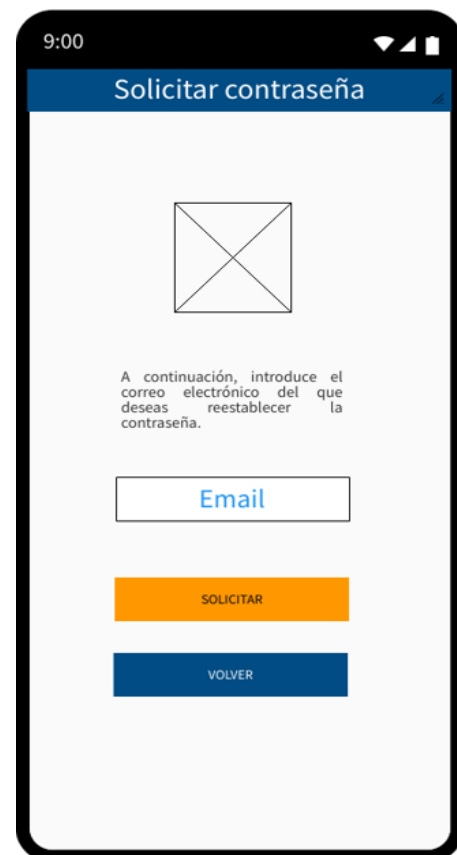 9:00
Solicitar contraseña
A continuación, introduce el
correo electrónico del que
deseas reestablecer la
contraseña.
Email
SOLICITAR
VOLVER